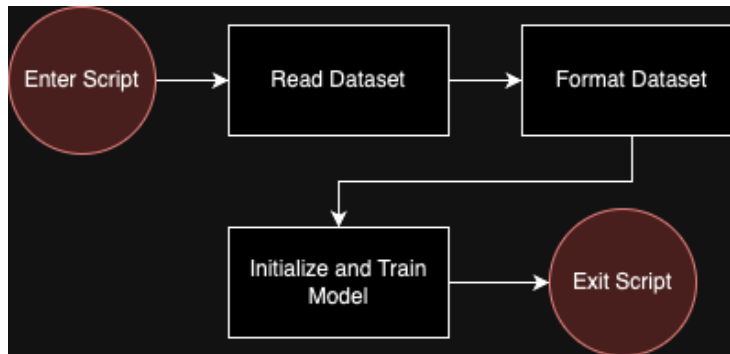 Enter Script
Read Dataset
Format Dataset
Initialize and Train
Model
Exit Script